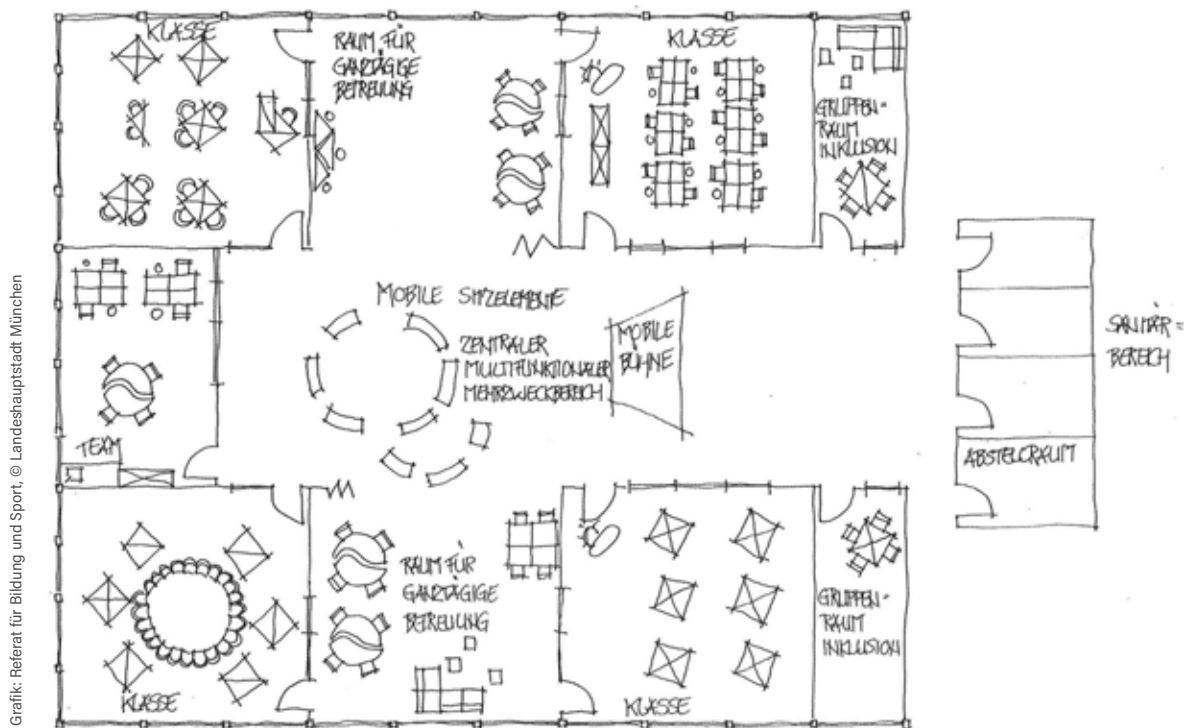 KLASSE
RAUM FÜR
GANZTÄGIGE
BETREUUNG
KLASSE
GRUPPEN-
RAUM
INKLUSION
MOBILE SITZELEMENTE
ZENTRALER
MULTIFUNKTIONALER
MEHRZWECKBEREICH
MOBILE
BÜHNE
SANITÄR=
BEREICH
TEAM
ABSTELLRAUM
RAUM FÜR
GANZTÄGIGE
BETREUUNG
GRUPPEN-
RAUM
INKLUSION
KLASSE
KLASSE
Grafik: Referat für Bildung und Sport, © Landeshauptstadt München